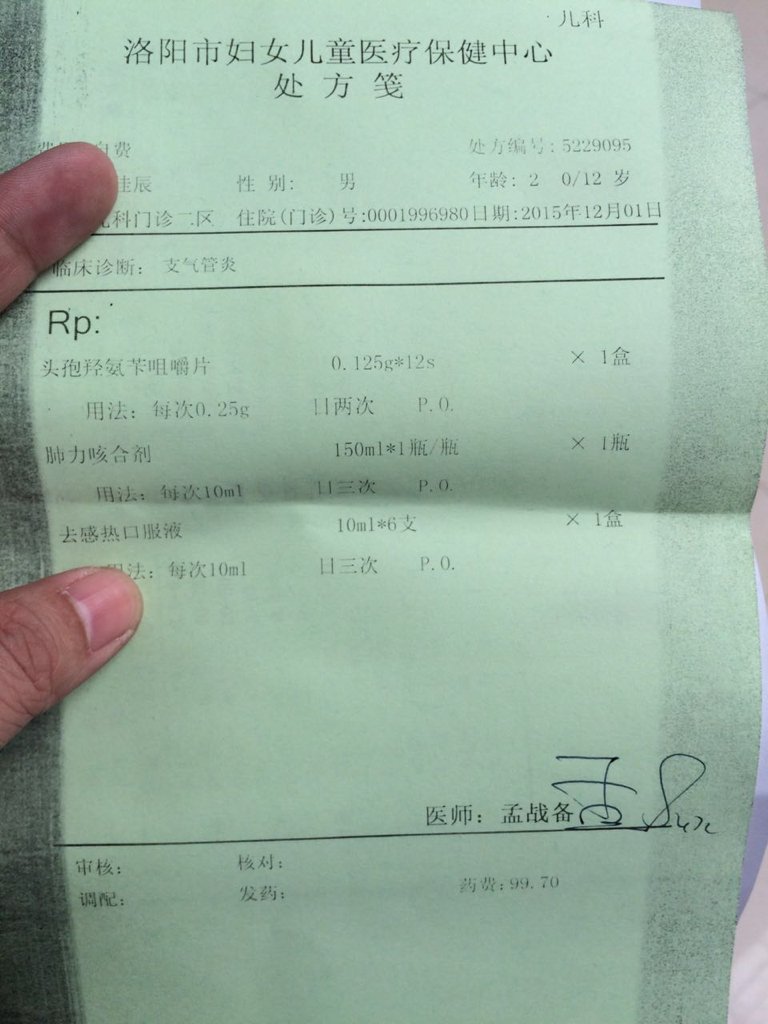 儿科
洛阳市妇女儿童医疗保健中心
处方笺
自费 处方编号:5229095
佳辰 性别: 男 年龄: 2 0/12 岁
儿科门诊二区 住院(门诊)号:0001996980日期:2015年12月01日
临床诊断: 支气管炎
Rp:
头孢羟氨苄咀嚼片 0.125g*12s × 1盒
用法: 每次0.25g 日两次 P.O.
肺力咳合剂 150ml*1瓶/瓶 × 1瓶
用法: 每次10ml 日三次 P.O.
去感热口服液 10ml*6支 × 1盒
用法: 每次10ml 日三次 P.O.
医师: 孟战备
审核: 核对:
调配: 发药: 药费:99.70